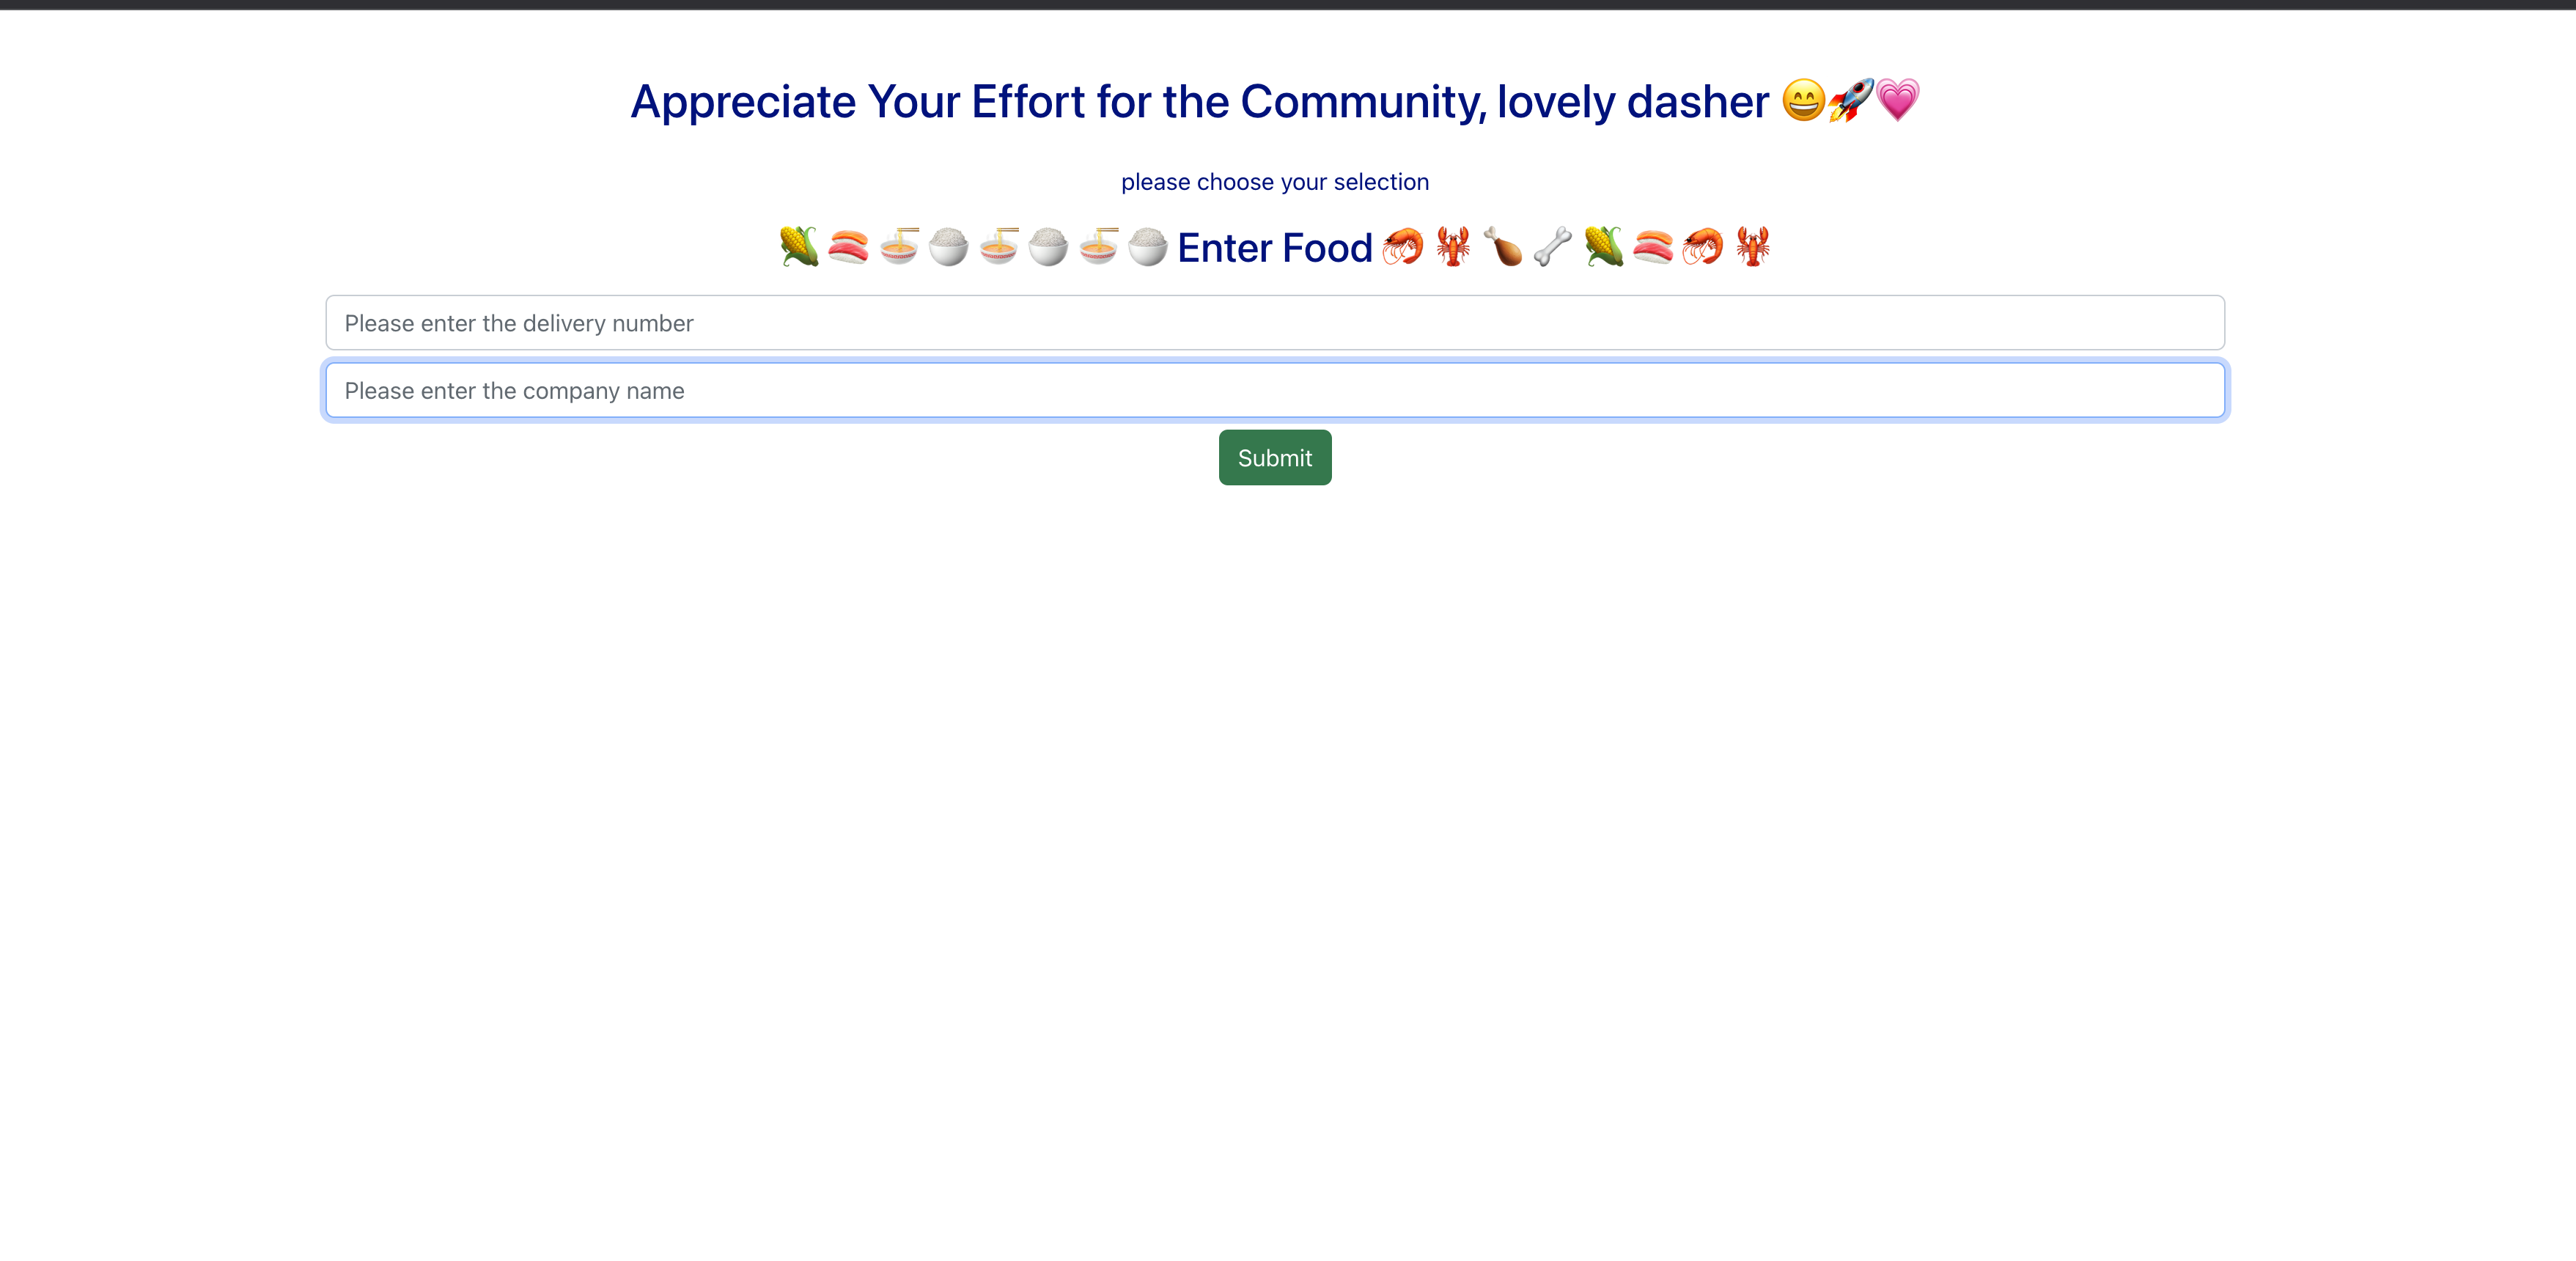 Appreciate Your Effort for the Community, lovely dasher 😄🚀💗
please choose your selection
🌽 🍣 🍜 🍚 🍜 🍚 🍜 🍚 Enter Food 🦐 🦞 🍗 🦴 🌽 🍣 🦐 🦞
Please enter the delivery number
Please enter the company name
Submit